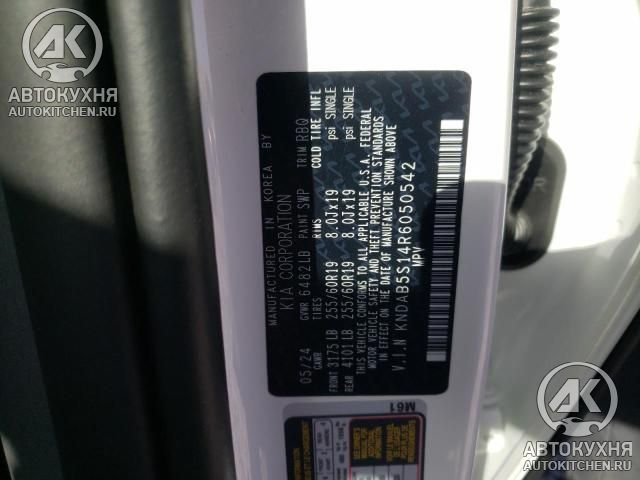 АК
АВТОКУХНЯ
AUTOKITCHEN.RU
MANUFACTURED IN KOREA BY
KIA CORPORATION
05/24 GVWR 6482LB PAINT SWP TRIM RBQ
GAWR TIRES RIMS COLD TIRE INFL
FRONT 3175LB 255/60R19 8.0Jx19 psi SINGLE
REAR 4101LB 255/60R19 8.0Jx19 psi SINGLE
THIS VEHICLE CONFORMS TO ALL APPLICABLE U.S.A. FEDERAL
MOTOR VEHICLE SAFETY AND THEFT PREVENTION STANDARDS
IN EFFECT ON THE DATE OF MANUFACTURE SHOWN ABOVE
V.I.N KNDAB5S14R6050542
MPV
M61
АК
АВТОКУХНЯ
AUTOKITCHEN.RU